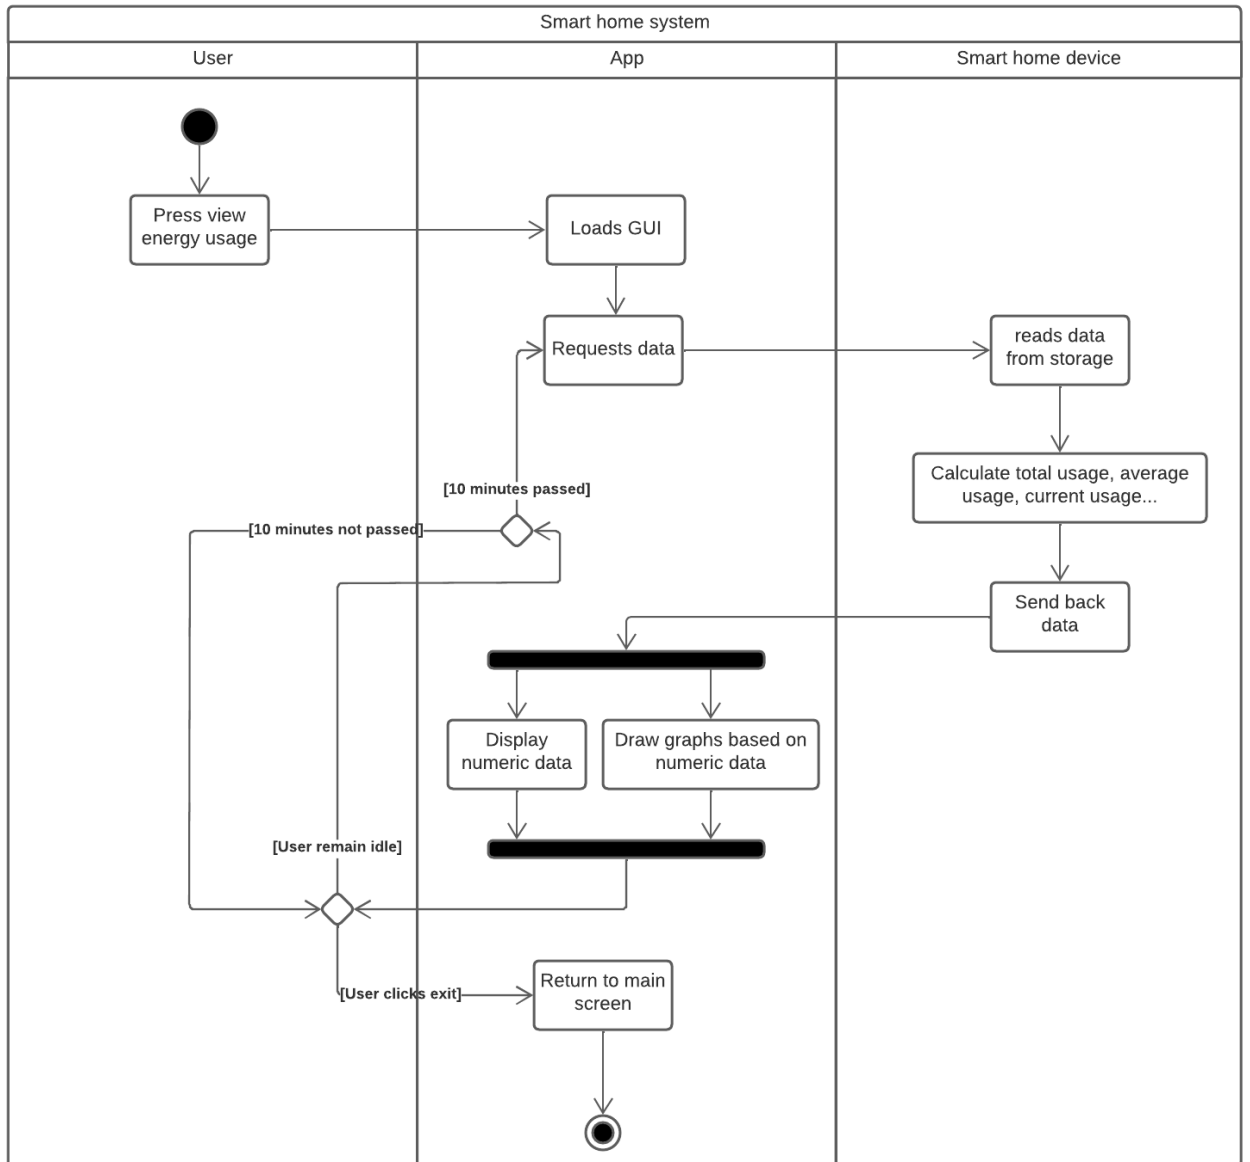 Smart home system
User
App
Smart home device
Press view
energy usage
Loads GUI
Requests data
reads data
from storage
Calculate total usage, average
usage, current usage...
[10 minutes passed]
[10 minutes not passed]
Send back
data
Display
numeric data
Draw graphs based on
numeric data
[User remain idle]
Return to main
screen
[User clicks exit]